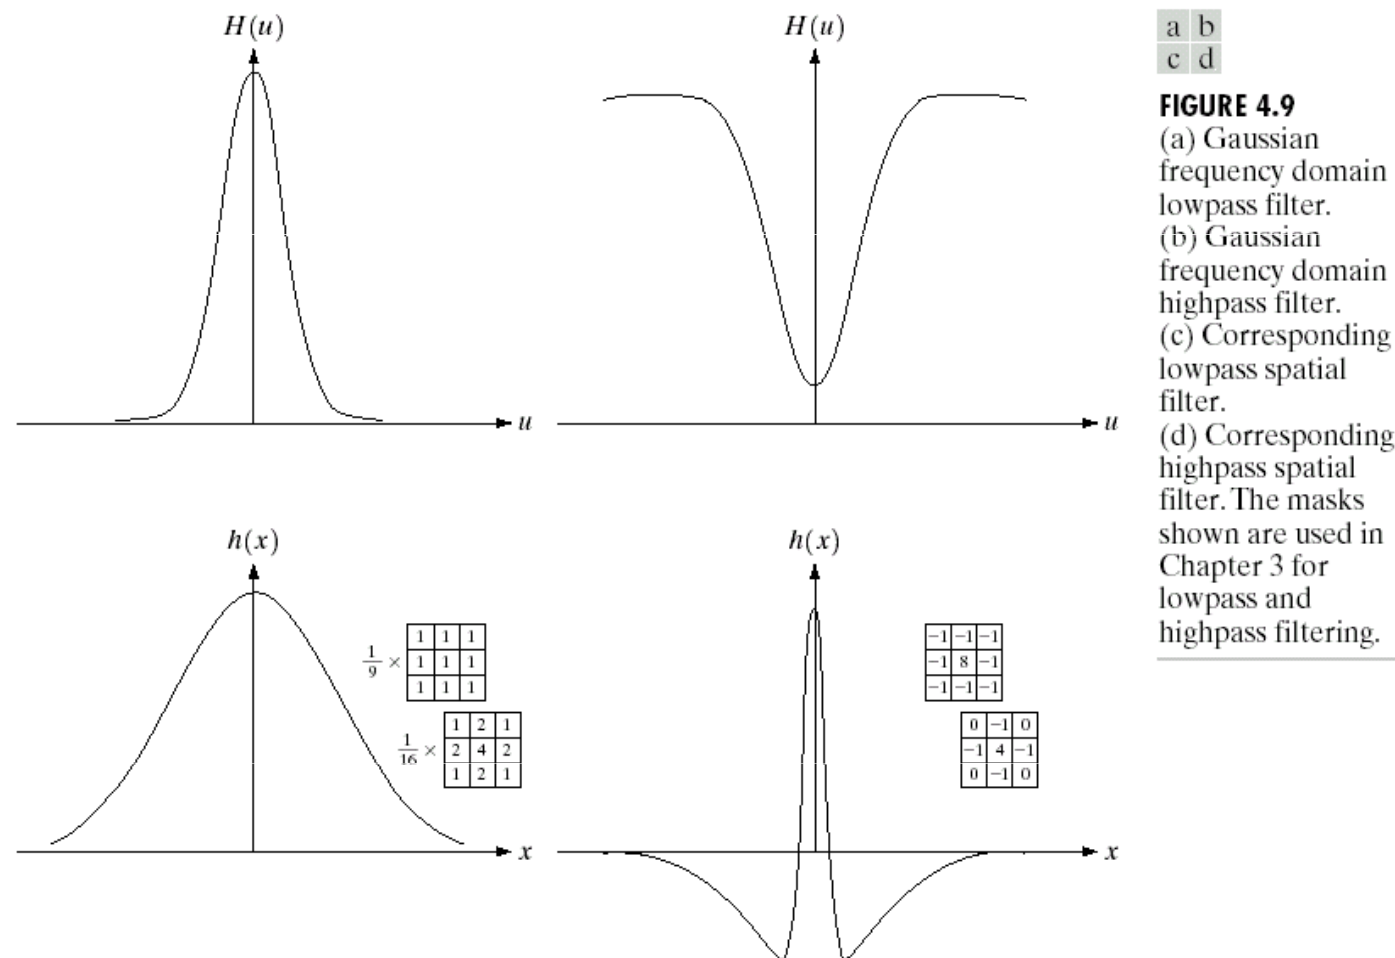 H(u)
u
H(u)
u
a b
c d
FIGURE 4.9
(a) Gaussian
frequency domain
lowpass filter.
(b) Gaussian
frequency domain
highpass filter.
(c) Corresponding
lowpass spatial
filter.
(d) Corresponding
highpass spatial
filter. The masks
shown are used in
Chapter 3 for
lowpass and
highpass filtering.
h(x)
1/9 ×
1 1 1
1 1 1
1 1 1
1/16 ×
1 2 1
2 4 2
1 2 1
x
h(x)
−1 −1 −1
−1 8 −1
−1 −1 −1
0 −1 0
−1 4 −1
0 −1 0
x